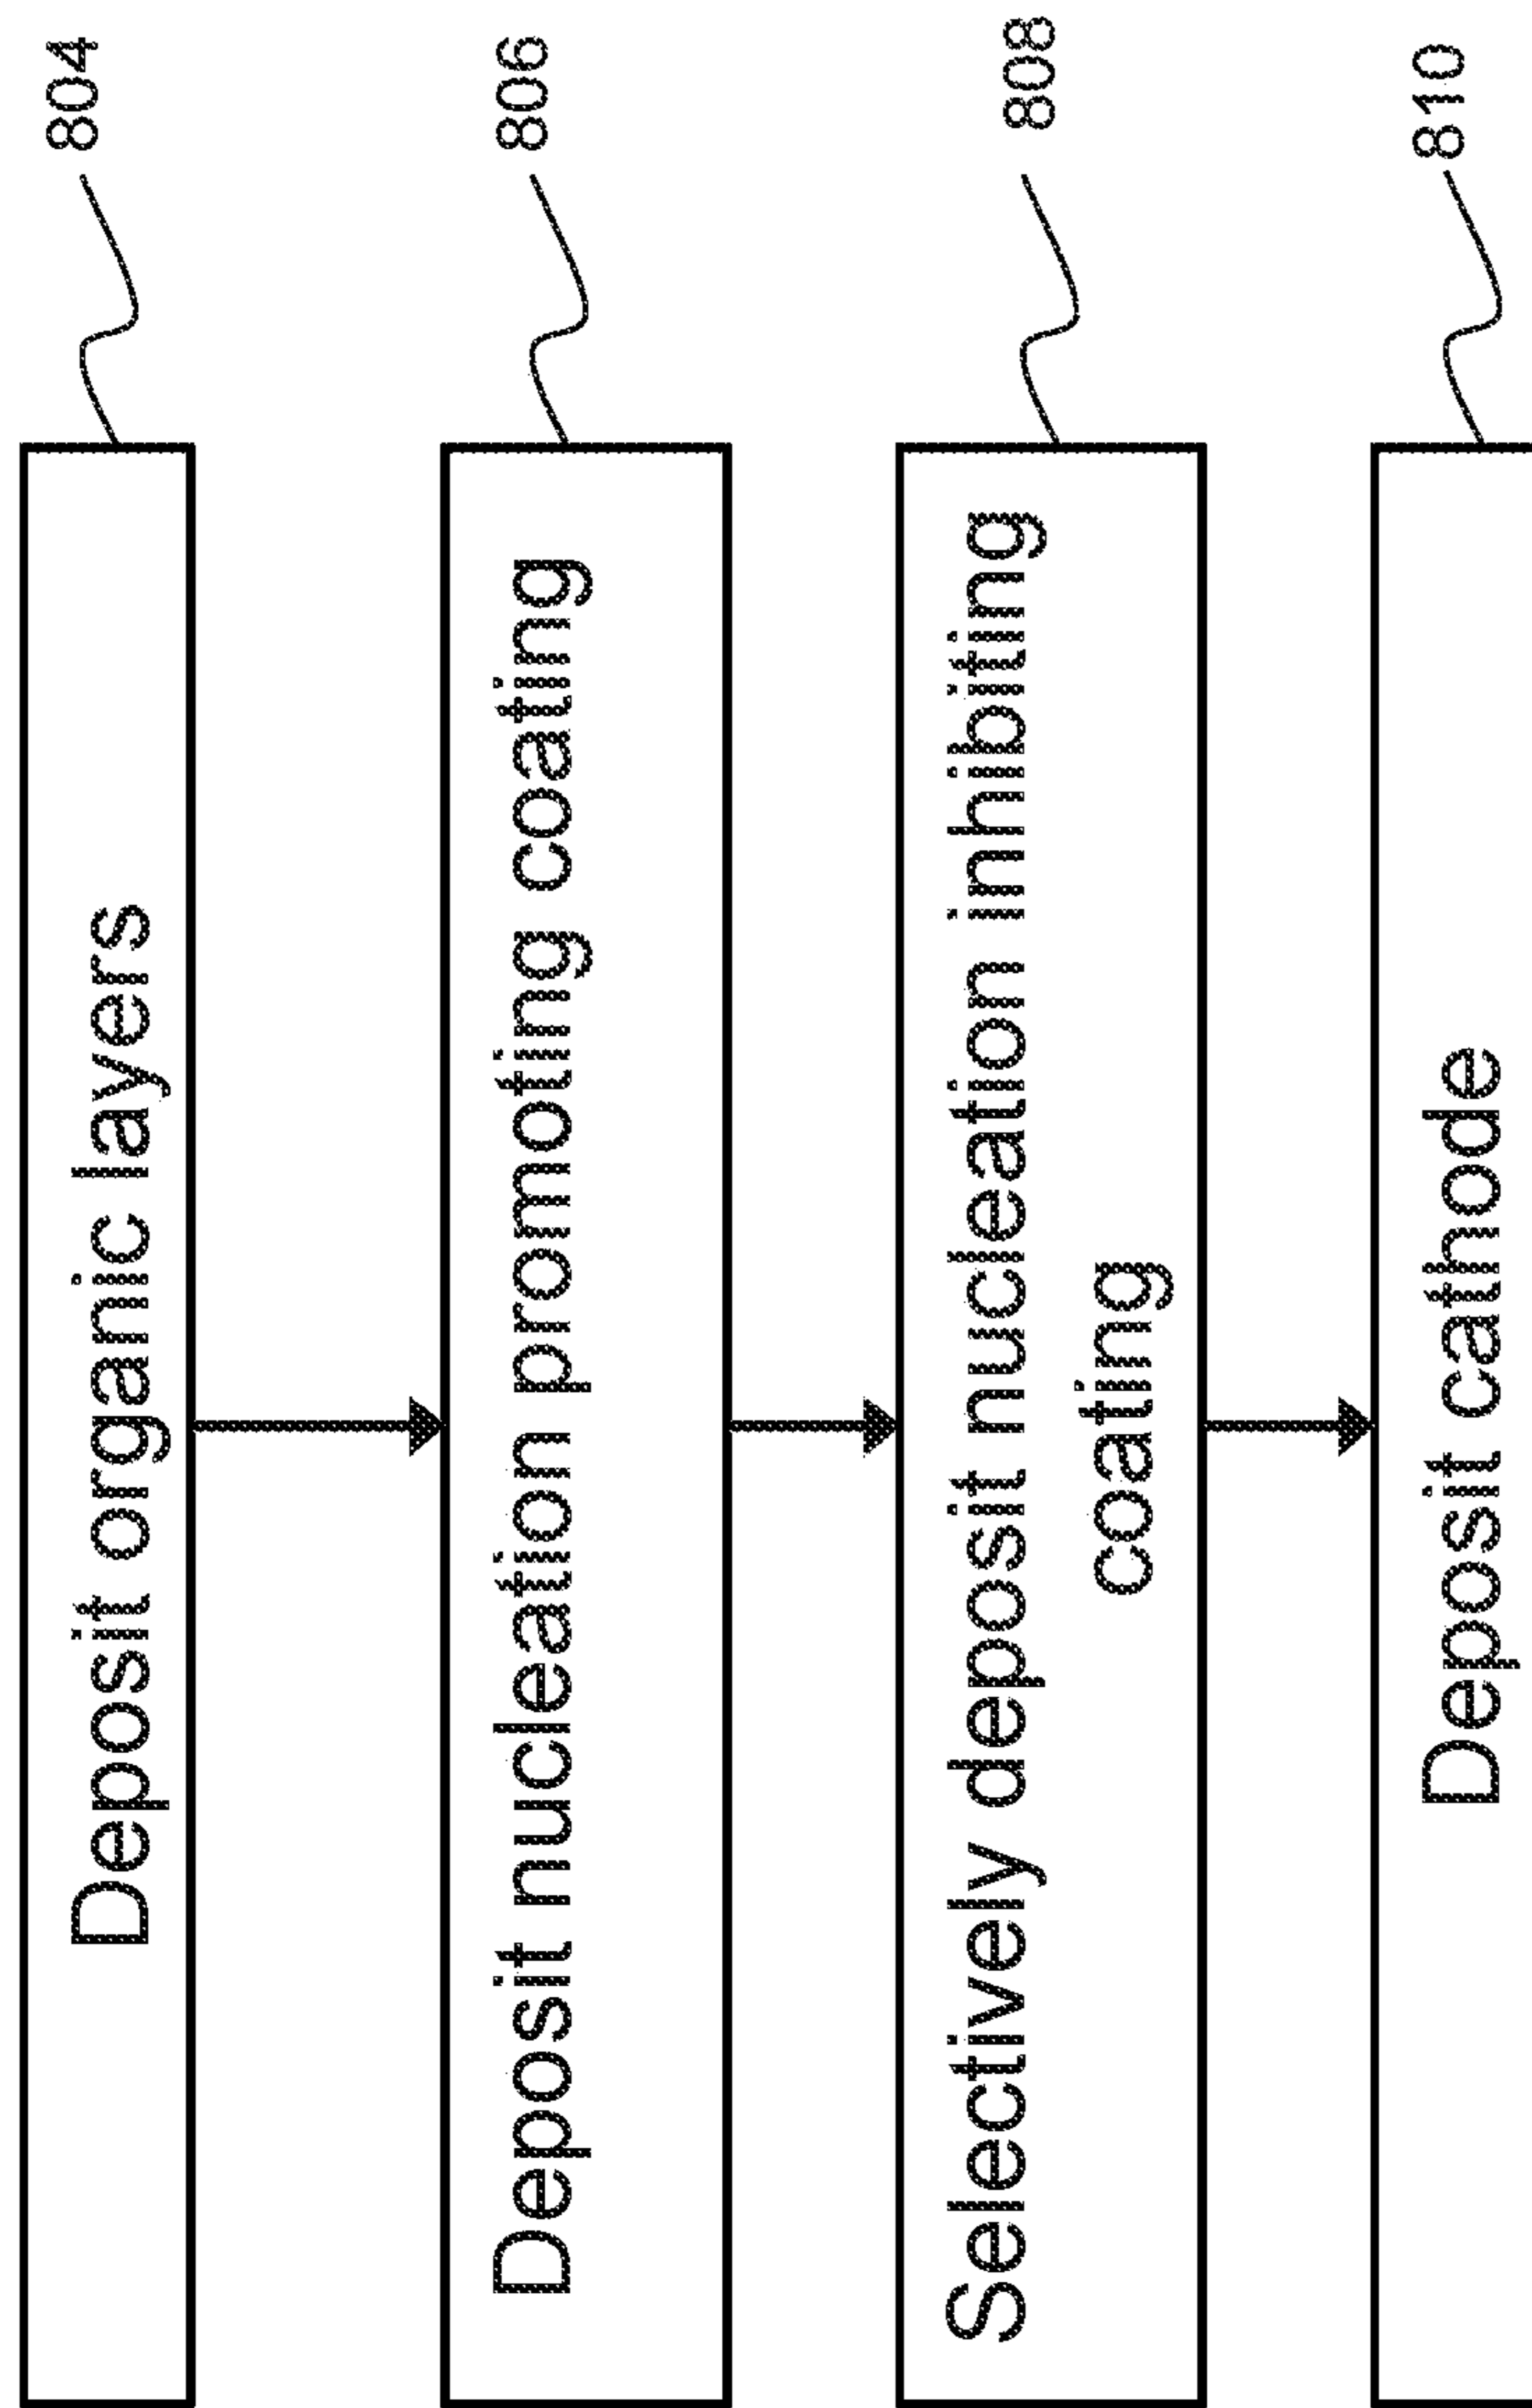 Deposit organic layers
804
Deposit nucleation promoting coating
806
Selectively deposit nucleation inhibiting
coating
808
Deposit cathode
810